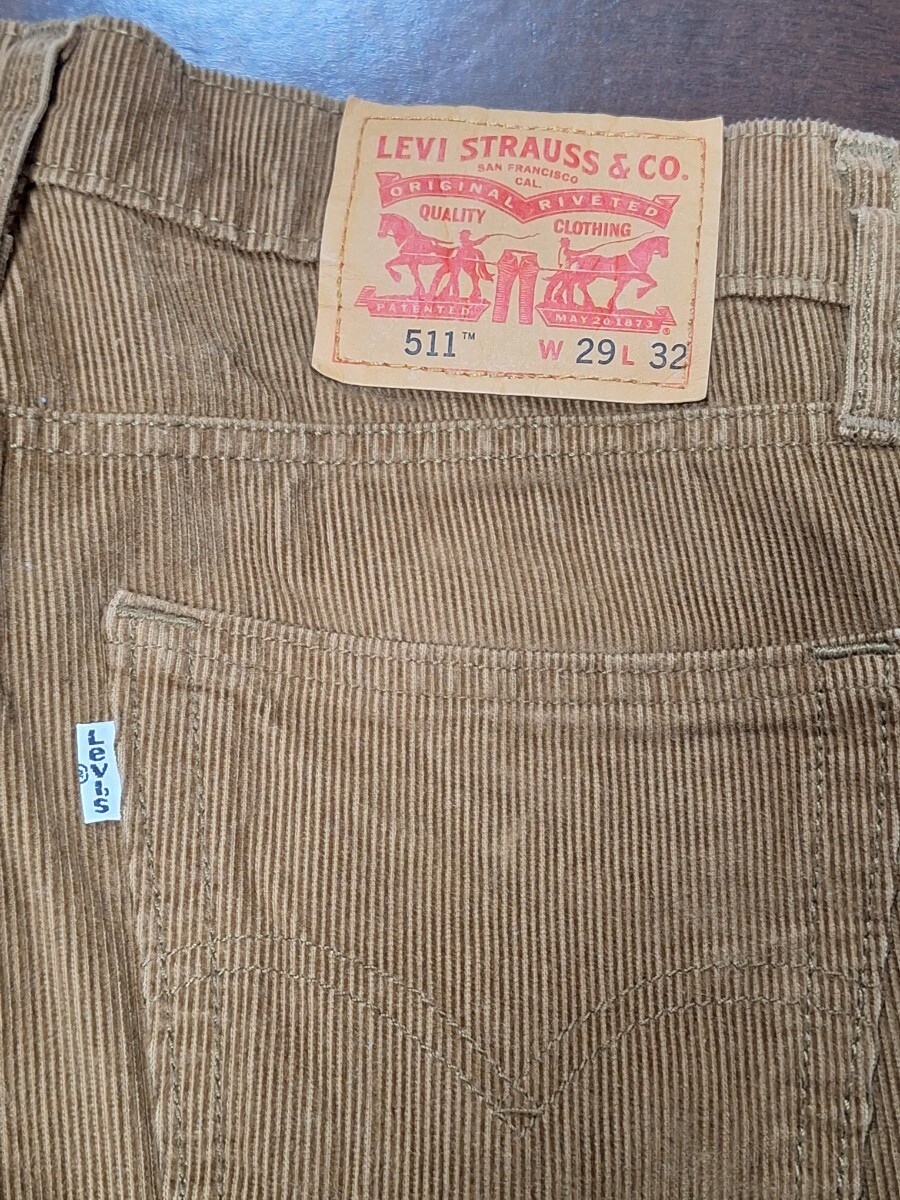 LEVI STRAUSS & CO.
SAN FRANCISCO
CAL.
ORIGINAL RIVETED
QUALITY CLOTHING
PATENTED MAY 20 1873 ®
511™ W 29 L 32
Levi's®